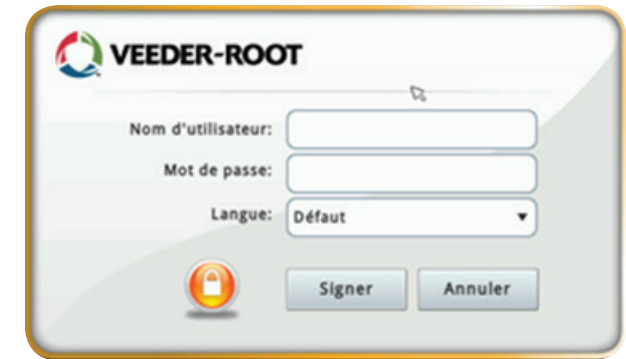 VEEDER-ROOT
Nom d'utilisateur:
Mot de passe:
Langue: Défaut
Signer Annuler